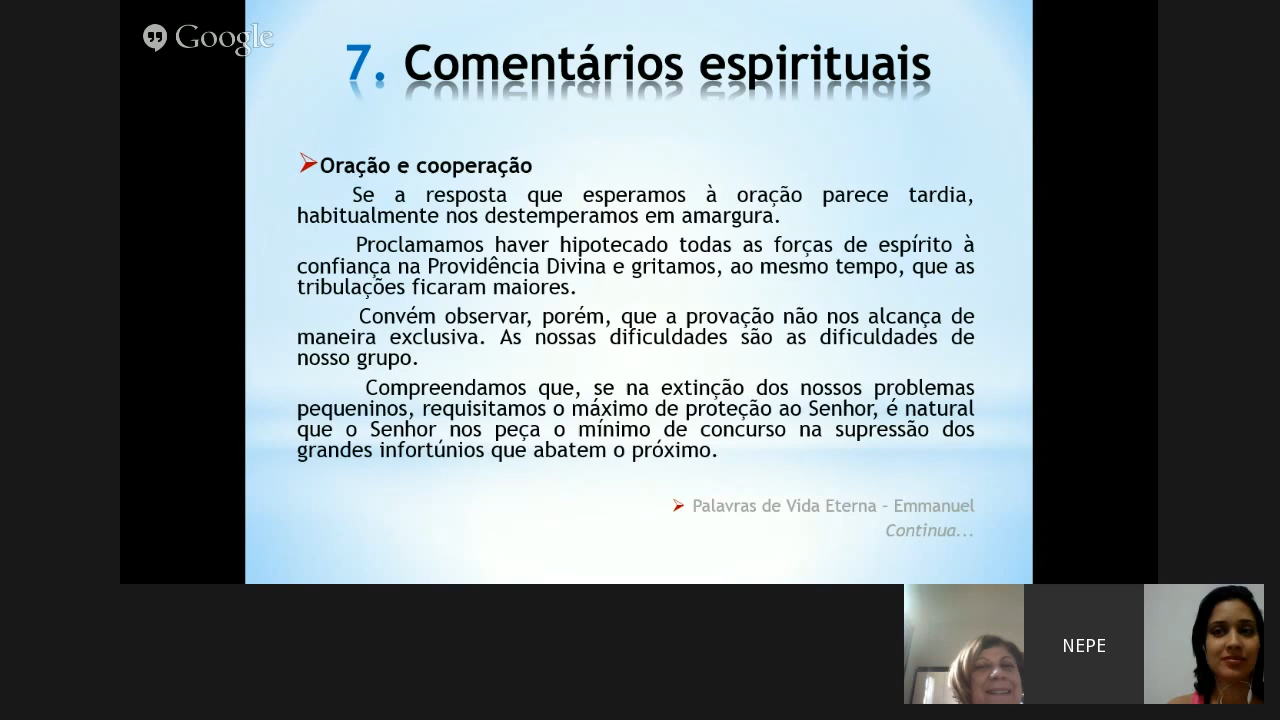 Google
7. Comentários espirituais
Oração e cooperação
Se a resposta que esperamos à oração parece tardia,
habitualmente nos destemperamos em amargura.
Proclamamos haver hipotecado todas as forças de espírito à
confiança na Providência Divina e gritamos, ao mesmo tempo, que as
tribulações ficaram maiores.
Convém observar, porém, que a provação não nos alcança de
maneira exclusiva. As nossas dificuldades são as dificuldades de
nosso grupo.
Compreendamos que, se na extinção dos nossos problemas
pequeninos, requisitamos o máximo de proteção ao Senhor, é natural
que o Senhor nos peça o mínimo de concurso na supressão dos
grandes infortúnios que abatem o próximo.
Palavras de Vida Eterna – Emmanuel
Continua...
NEPE